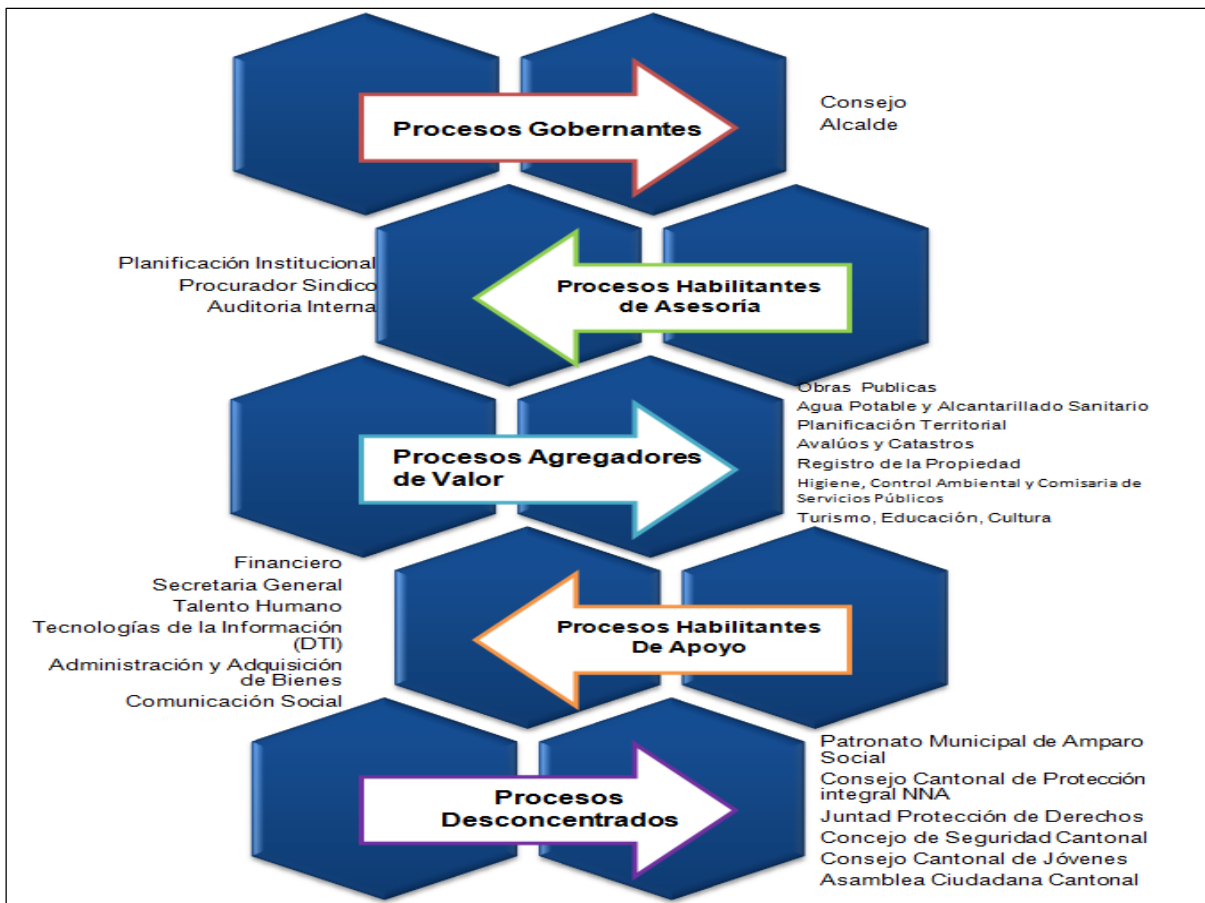 Procesos Gobernantes
Consejo
Alcalde
Planificación Institucional
Procurador Sindico
Auditoria Interna
Procesos Habilitantes
de Asesoría
Procesos Agregadores
de Valor
Obras Publicas
Agua Potable y Alcantarillado Sanitario
Planificación Territorial
Avalúos y Catastros
Registro de la Propiedad
Higiene, Control Ambiental y Comisaria de
Servicios Públicos
Turismo, Educación, Cultura
Financiero
Secretaria General
Talento Humano
Tecnologías de la Información
(DTI)
Administración y Adquisición
de Bienes
Comunicación Social
Procesos Habilitantes
De Apoyo
Procesos
Desconcentrados
Patronato Municipal de Amparo
Social
Consejo Cantonal de Protección
integral NNA
Juntad Protección de Derechos
Concejo de Seguridad Cantonal
Consejo Cantonal de Jóvenes
Asamblea Ciudadana Cantonal